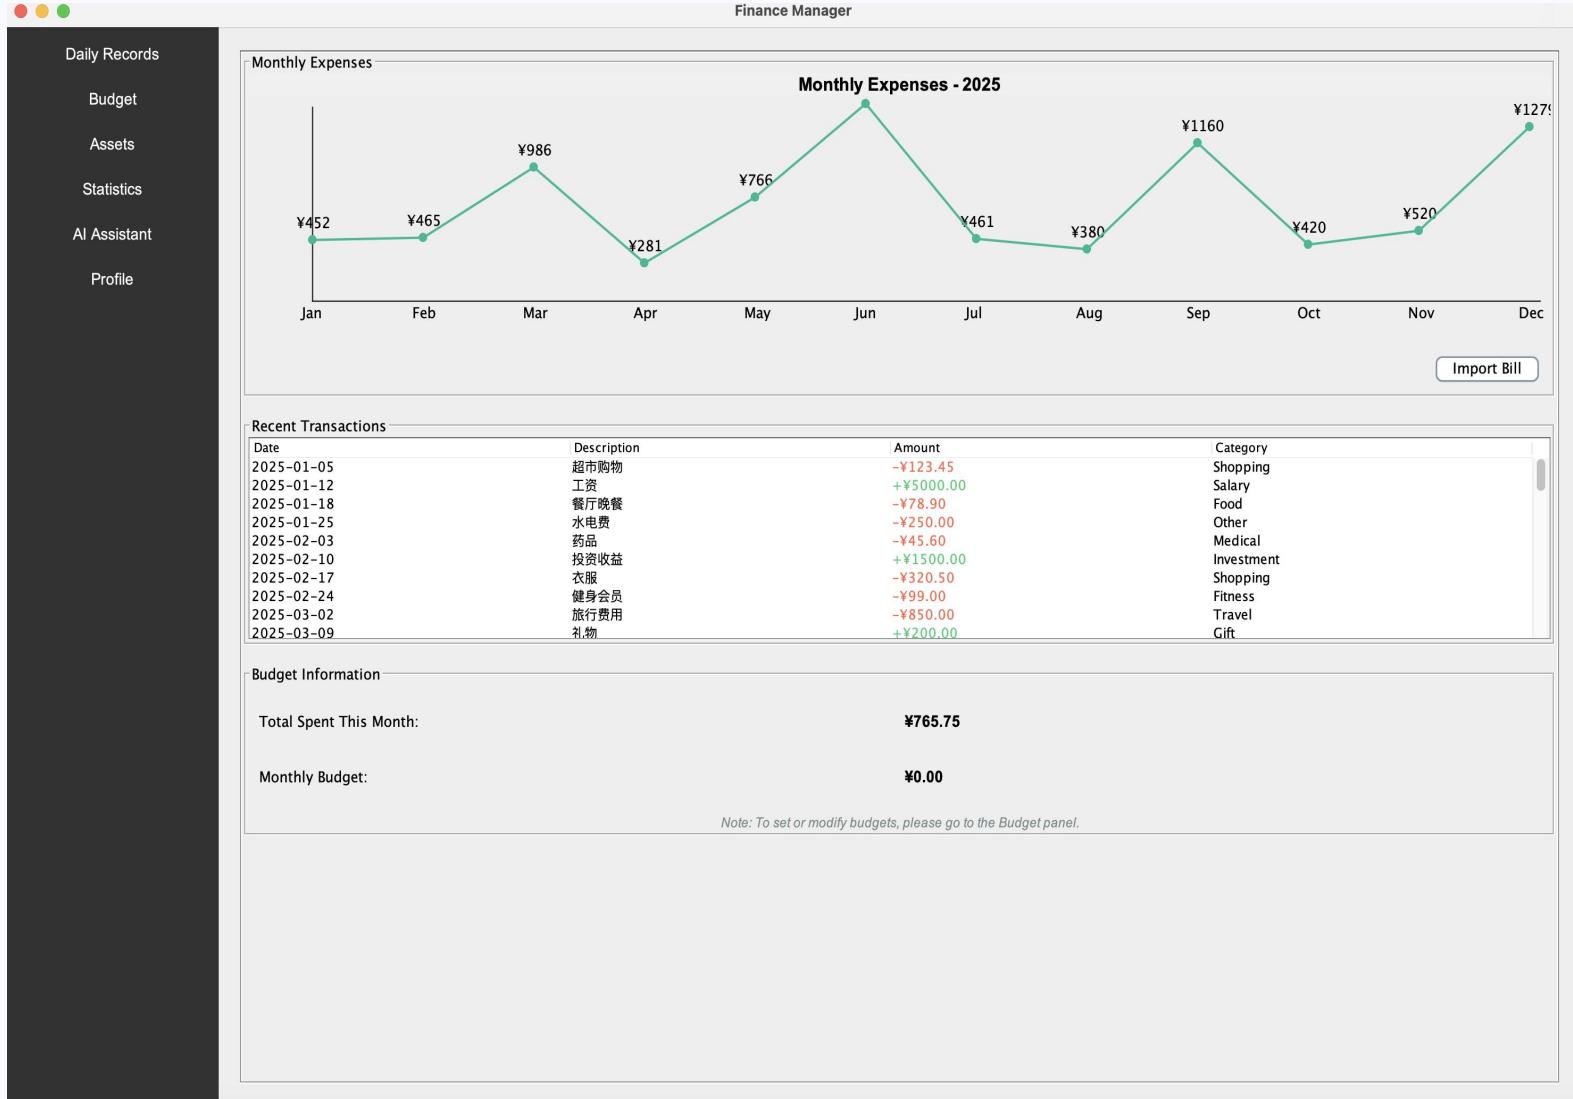 Finance Manager
Daily Records
Budget
Assets
Statistics
AI Assistant
Profile
Monthly Expenses
Monthly Expenses - 2025
¥452
¥465
¥986
¥281
¥766
¥461
¥380
¥1160
¥420
¥520
¥1279
Jan Feb Mar Apr May Jun Jul Aug Sep Oct Nov Dec
Import Bill
Recent Transactions
Date Description Amount Category
2025-01-05 超市购物 -¥123.45 Shopping
2025-01-12 工资 +¥5000.00 Salary
2025-01-18 餐厅晚餐 -¥78.90 Food
2025-01-25 水电费 -¥250.00 Other
2025-02-03 药品 -¥45.60 Medical
2025-02-10 投资收益 +¥1500.00 Investment
2025-02-17 衣服 -¥320.50 Shopping
2025-02-24 健身会员 -¥99.00 Fitness
2025-03-02 旅行费用 -¥850.00 Travel
2025-03-09 礼物 +¥200.00 Gift
Budget Information
Total Spent This Month: ¥765.75
Monthly Budget: ¥0.00
Note: To set or modify budgets, please go to the Budget panel.